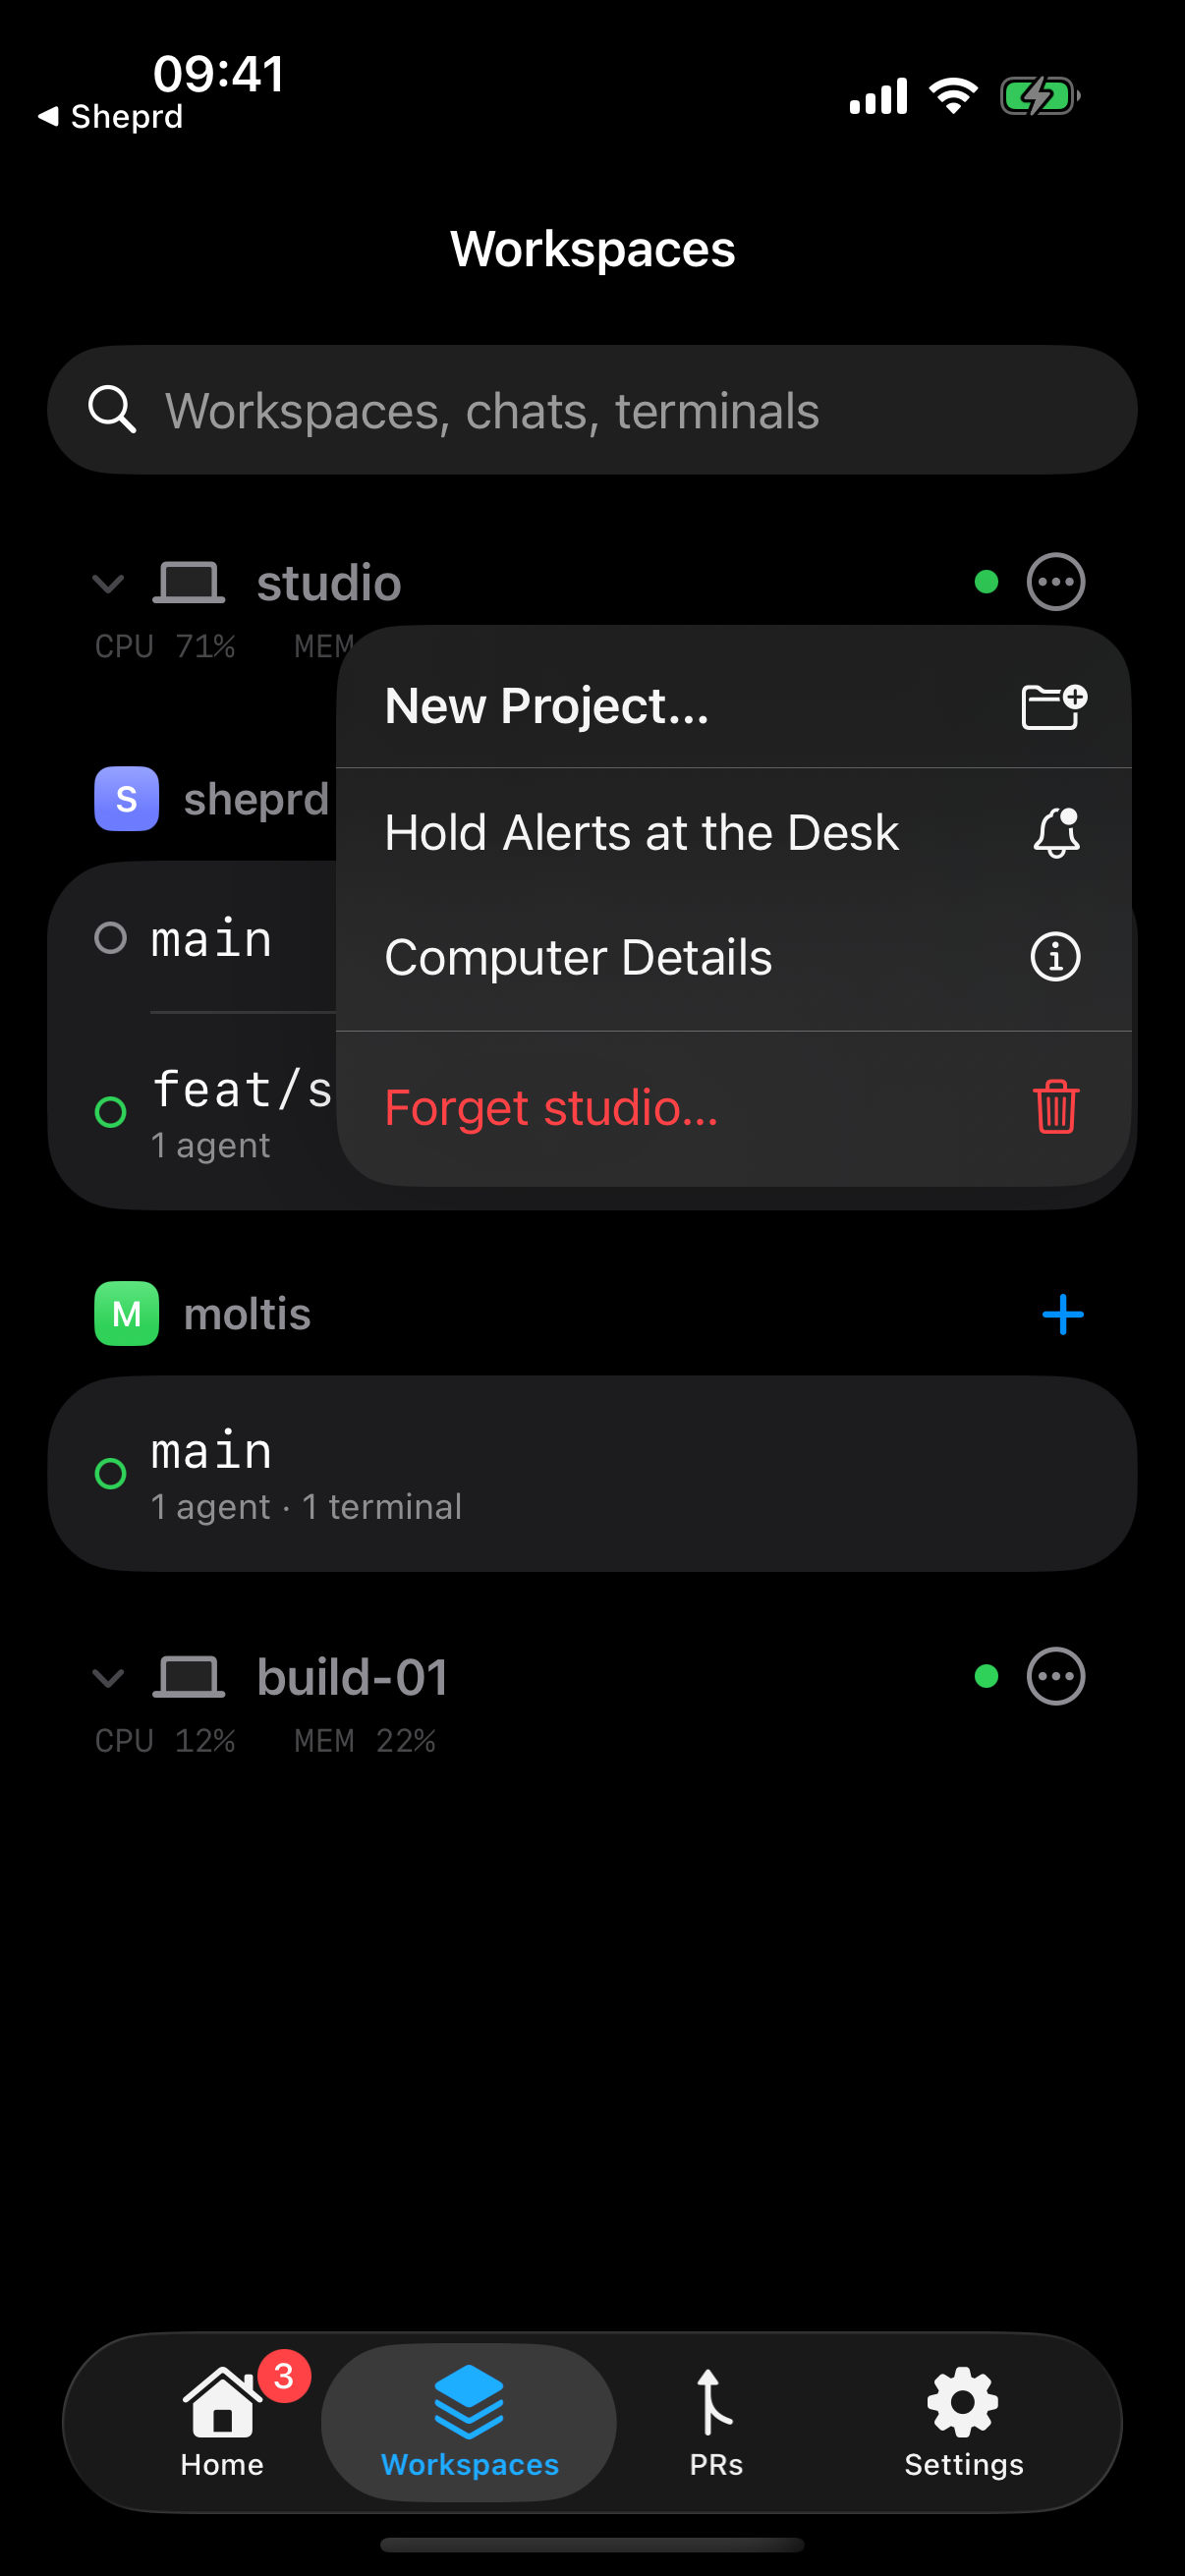 09:41
Sheprd
Workspaces
Workspaces, chats, terminals
studio
CPU 71% MEM
New Project...
S sheprd
Hold Alerts at the Desk
main
Computer Details
feat/s
1 agent
Forget studio...
M moltis
main
1 agent · 1 terminal
build-01
CPU 12% MEM 22%
3
Home Workspaces PRs Settings